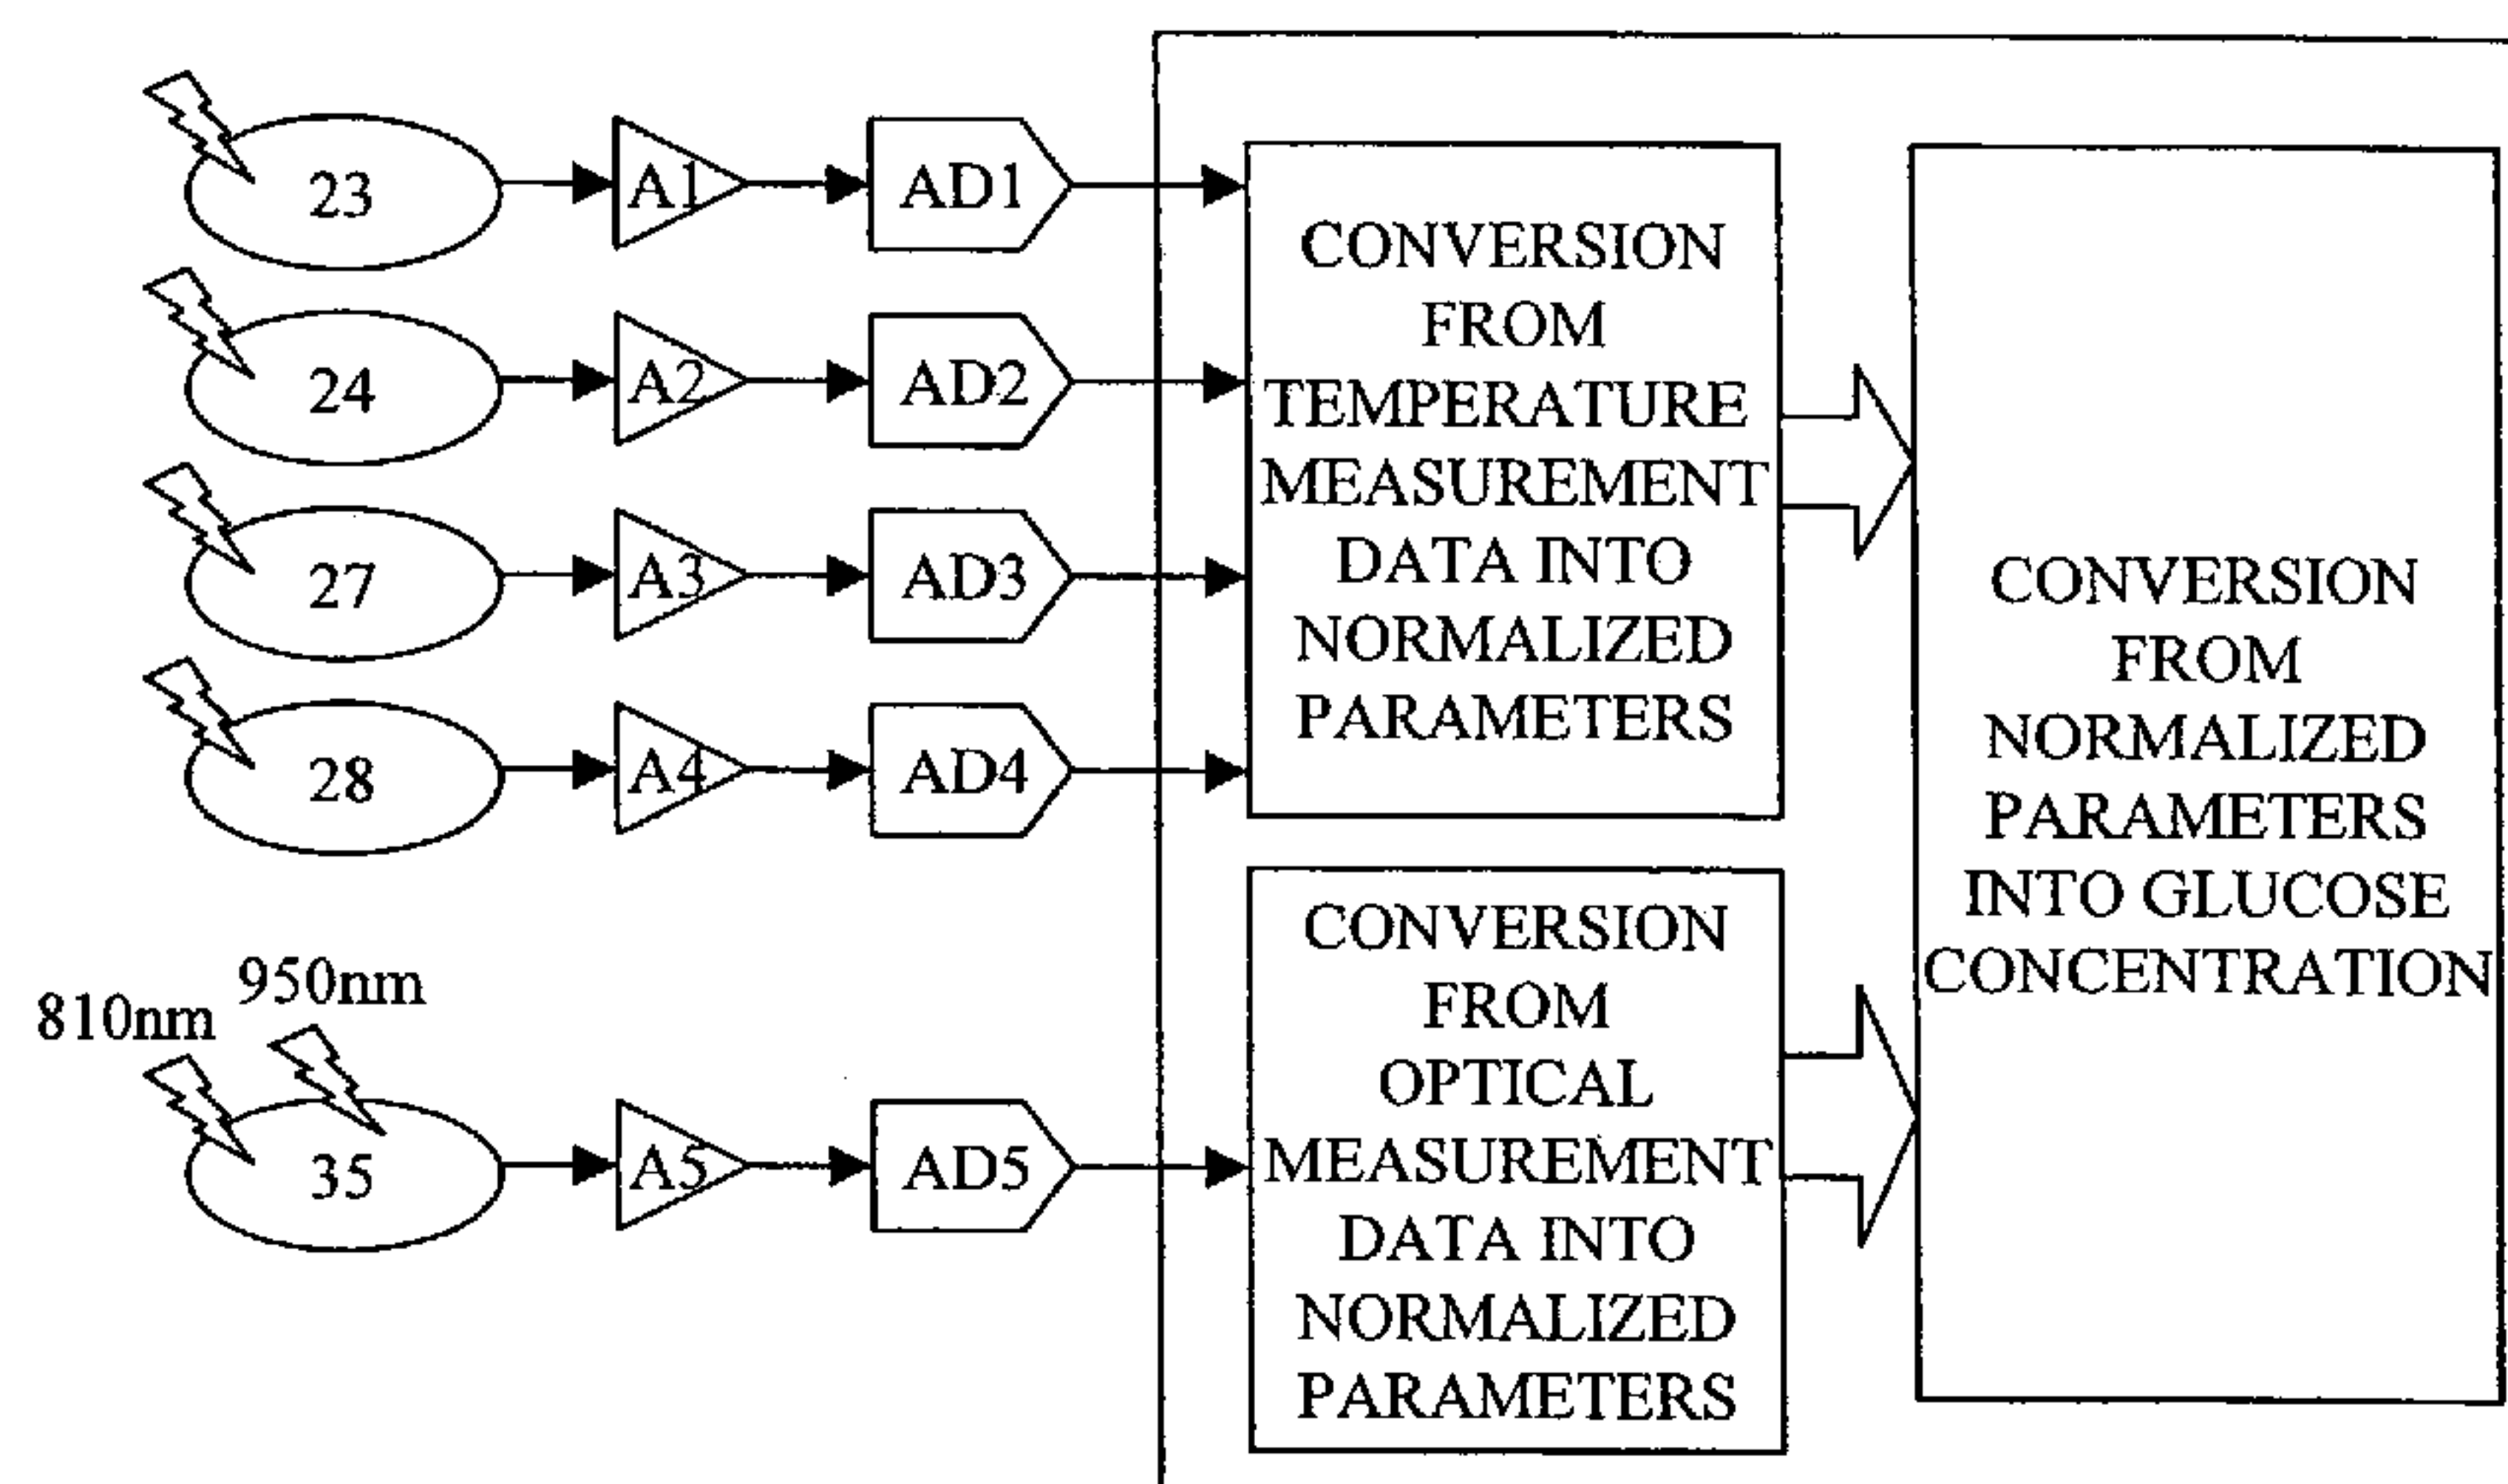 23
A1
AD1
24
A2
AD2
27
A3
AD3
28
A4
AD4
CONVERSION
FROM
TEMPERATURE
MEASUREMENT
DATA INTO
NORMALIZED
PARAMETERS
810nm
950nm
35
A5
AD5
CONVERSION
FROM
OPTICAL
MEASUREMENT
DATA INTO
NORMALIZED
PARAMETERS
CONVERSION
FROM
NORMALIZED
PARAMETERS
INTO GLUCOSE
CONCENTRATION